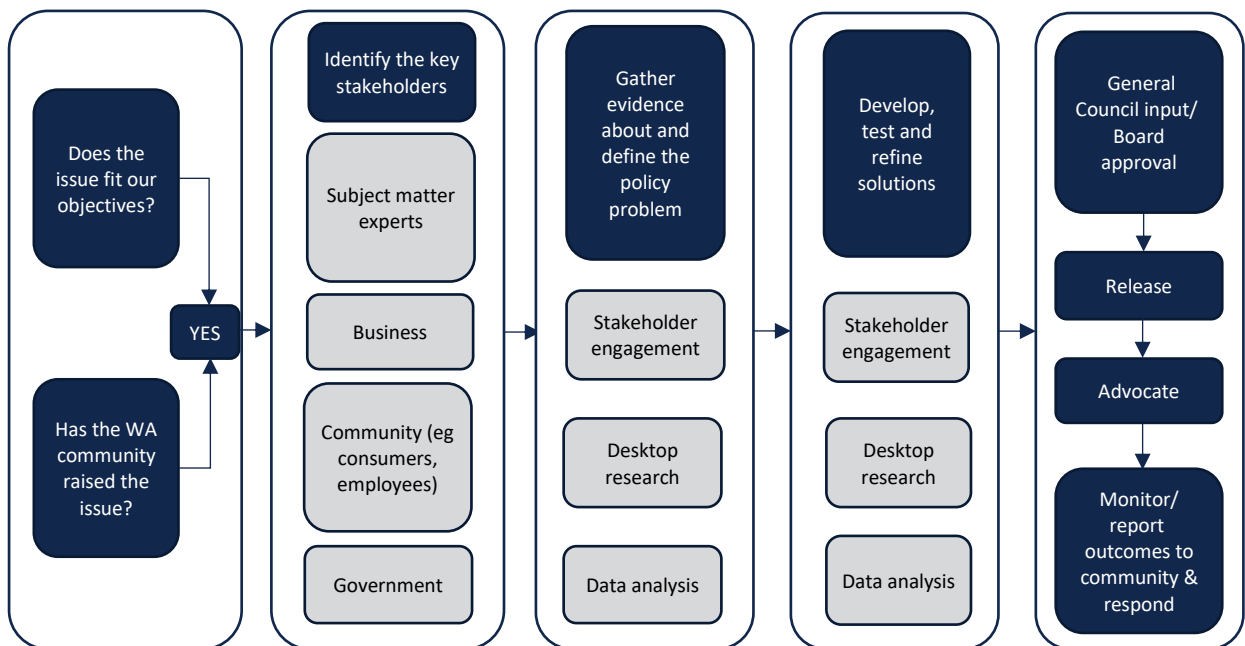 Does the
issue fit our
objectives?
YES
Has the WA
community
raised the
issue?
Identify the key
stakeholders
Subject matter
experts
Business
Community (eg
consumers,
employees)
Government
Gather
evidence
about and
define the
policy
problem
Stakeholder
engagement
Desktop
research
Data analysis
Develop,
test and
refine
solutions
Stakeholder
engagement
Desktop
research
Data analysis
General
Council input/
Board
approval
Release
Advocate
Monitor/
report
outcomes to
community &
respond